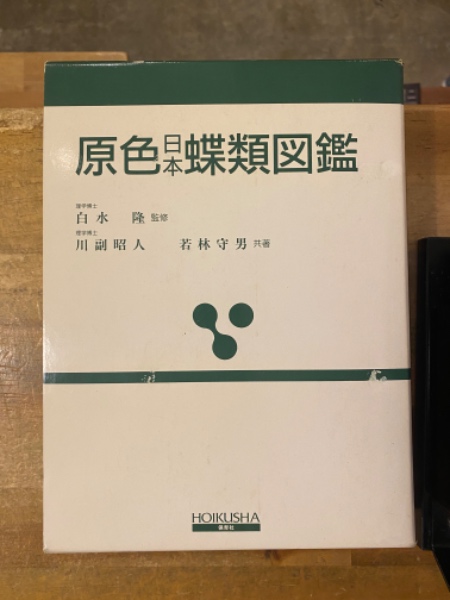 原色日本蝶類図鑑
理学博士
白水 隆 監修
理学博士
川副昭人 若林守男 共著
HOIKUSHA
保育社